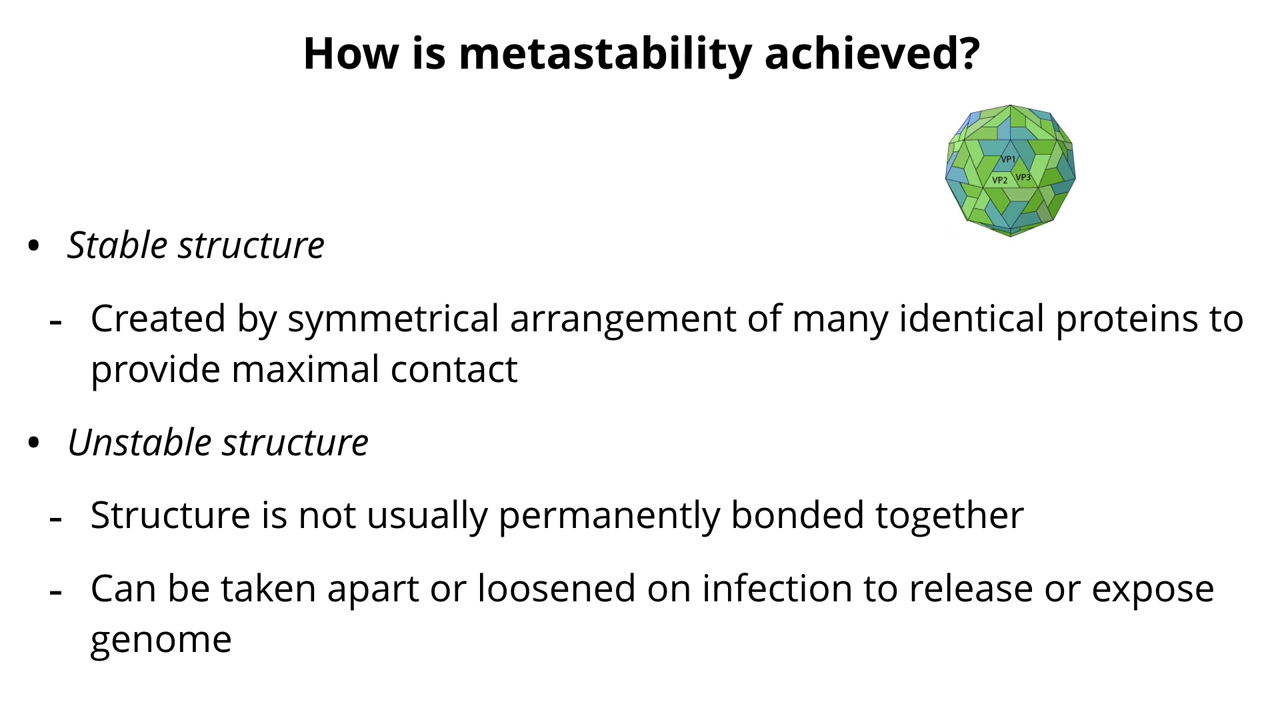 How is metastability achieved?
VP1
VP2 VP3
• Stable structure
- Created by symmetrical arrangement of many identical proteins to
provide maximal contact
• Unstable structure
- Structure is not usually permanently bonded together
- Can be taken apart or loosened on infection to release or expose
genome